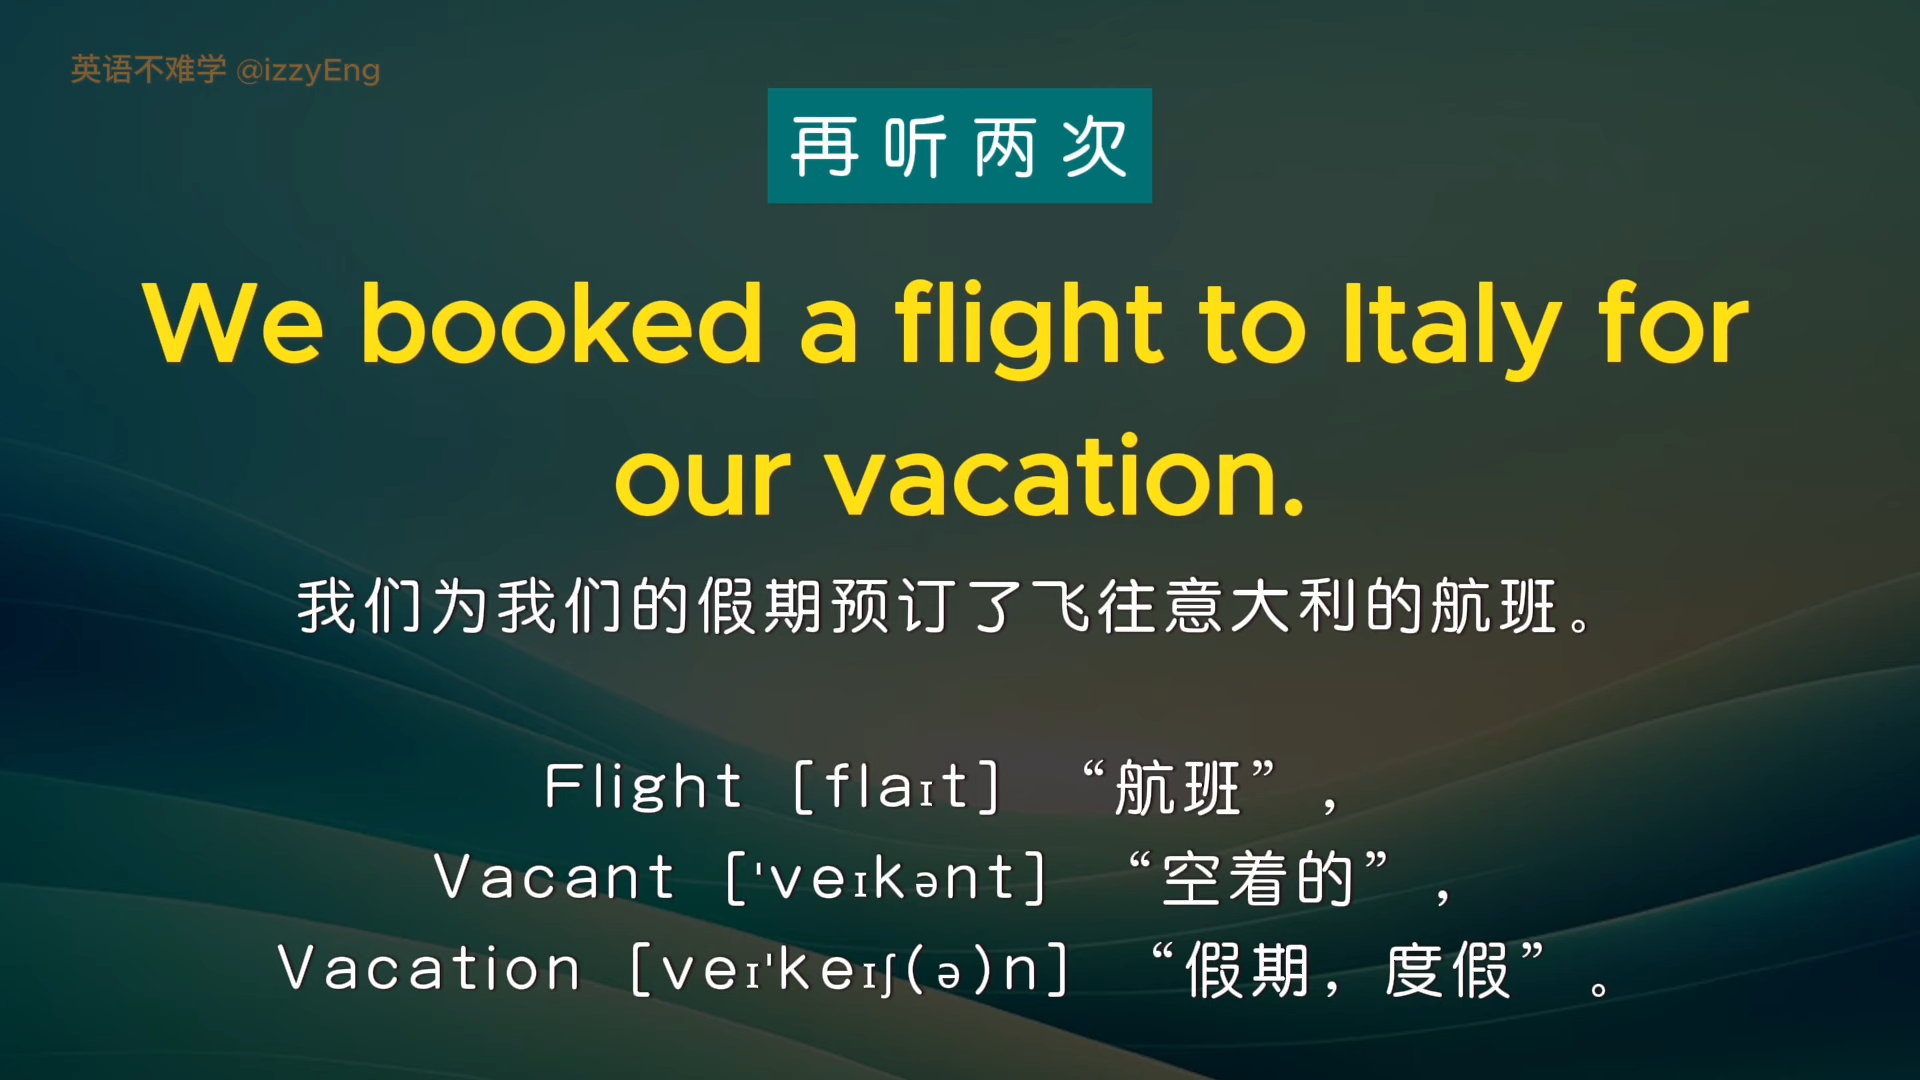 英语不难学 @izzyEng
再听两次
We booked a flight to Italy for
our vacation.
我们为我们的假期预订了飞往意大利的航班。
Flight [flaɪt] “航班”，
Vacant [ˈveɪkənt] “空着的”，
Vacation [veɪˈkeɪʃ(ə)n] “假期，度假”。